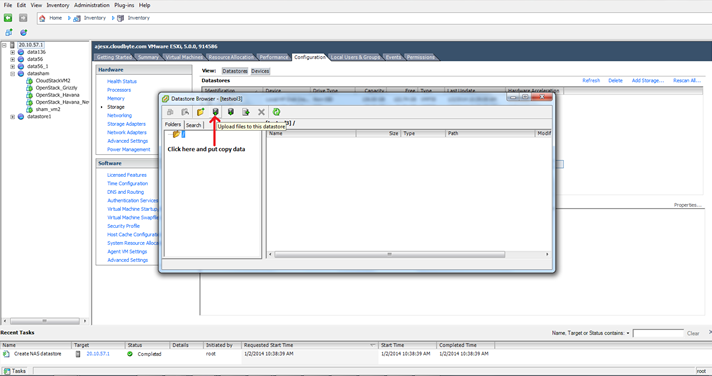 File Edit View Inventory Administration Plug-ins Help
Home Inventory Inventory
20.10.57.1
data136
data56
data56_1
datasham
CloudStackVM2
OpenStack_Grizzly
OpenStack_Havana
OpenStack_Havana_Ne
sham_vm2
datastore1
ajesx.cloudbyte.com VMware ESXi, 5.0.0, 914586
Getting Started Summary Virtual Machines Resource Allocation Performance Configuration Local Users & Groups Events Permissions
Hardware
Health Status
Processors
Memory
Storage
Networking
Storage Adapters
Network Adapters
Advanced Settings
Power Management
Software
Licensed Features
Time Configuration
DNS and Routing
Authentication Services
Virtual Machine Startup
Virtual Machine Swapfile
Security Profile
Host Cache Configuration
System Resource Alloca
Agent VM Settings
Advanced Settings
View: Datastores Devices
Datastores
Refresh Delete Add Storage... Rescan All...
Identification Device Drive Type Capacity Free Type Last Update Hardware Acceleration
Datastore Browser -
Folders Search
Upload files to this datastore
/
Name Size Type Path Modif
Click here and put copy data
Properties...
Recent Tasks
Name, Target or Status contains: Clear
Name Target Status Details Initiated by Requested Start Time Start Time Completed Time
Create NAS datastore 20.10.57.1 Completed root 1/2/2014 10:38:39 AM 1/2/2014 10:38:39 AM 1/2/2014 10:38:39 AM
Tasks root